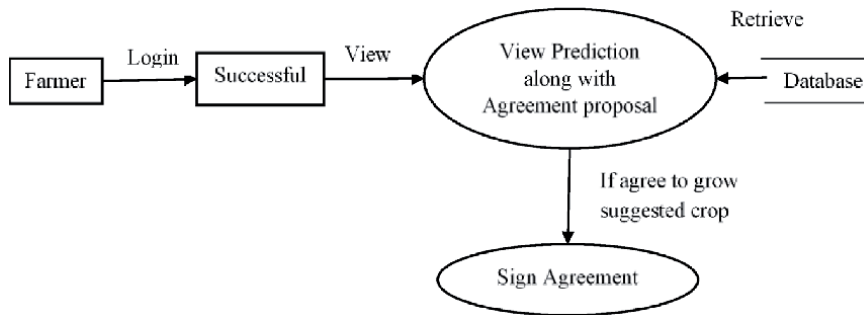 Retrieve
Login
View
Farmer
Successful
View Prediction
along with
Agreement proposal
Database
If agree to grow
suggested crop
Sign Agreement